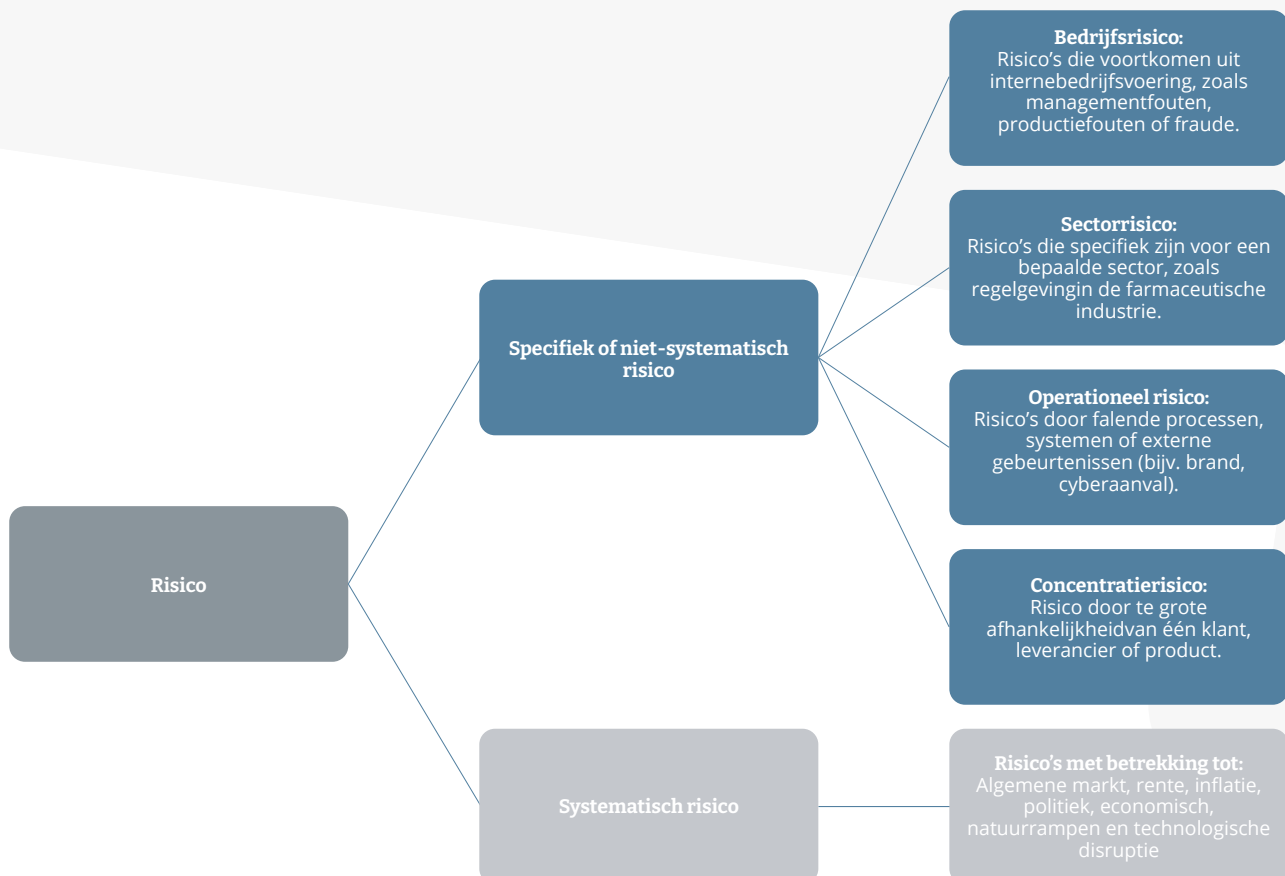 Risico
Specifiek of niet-systematisch
risico
Systematisch risico
Bedrijfsrisico:
Risico’s die voortkomen uit
internebedrijfsvoering, zoals
managementfouten,
productiefouten of fraude.
Sectorrisico:
Risico’s die specifiek zijn voor een
bepaalde sector, zoals
regelgevingin de farmaceutische
industrie.
Operationeel risico:
Risico’s door falende processen,
systemen of externe
gebeurtenissen (bijv. brand,
cyberaanval).
Concentratierisico:
Risico door te grote
afhankelijkheidvan één klant,
leverancier of product.
Risico’s met betrekking tot:
Algemene markt, rente, inflatie,
politiek, economisch,
natuurrampen en technologische
disruptie